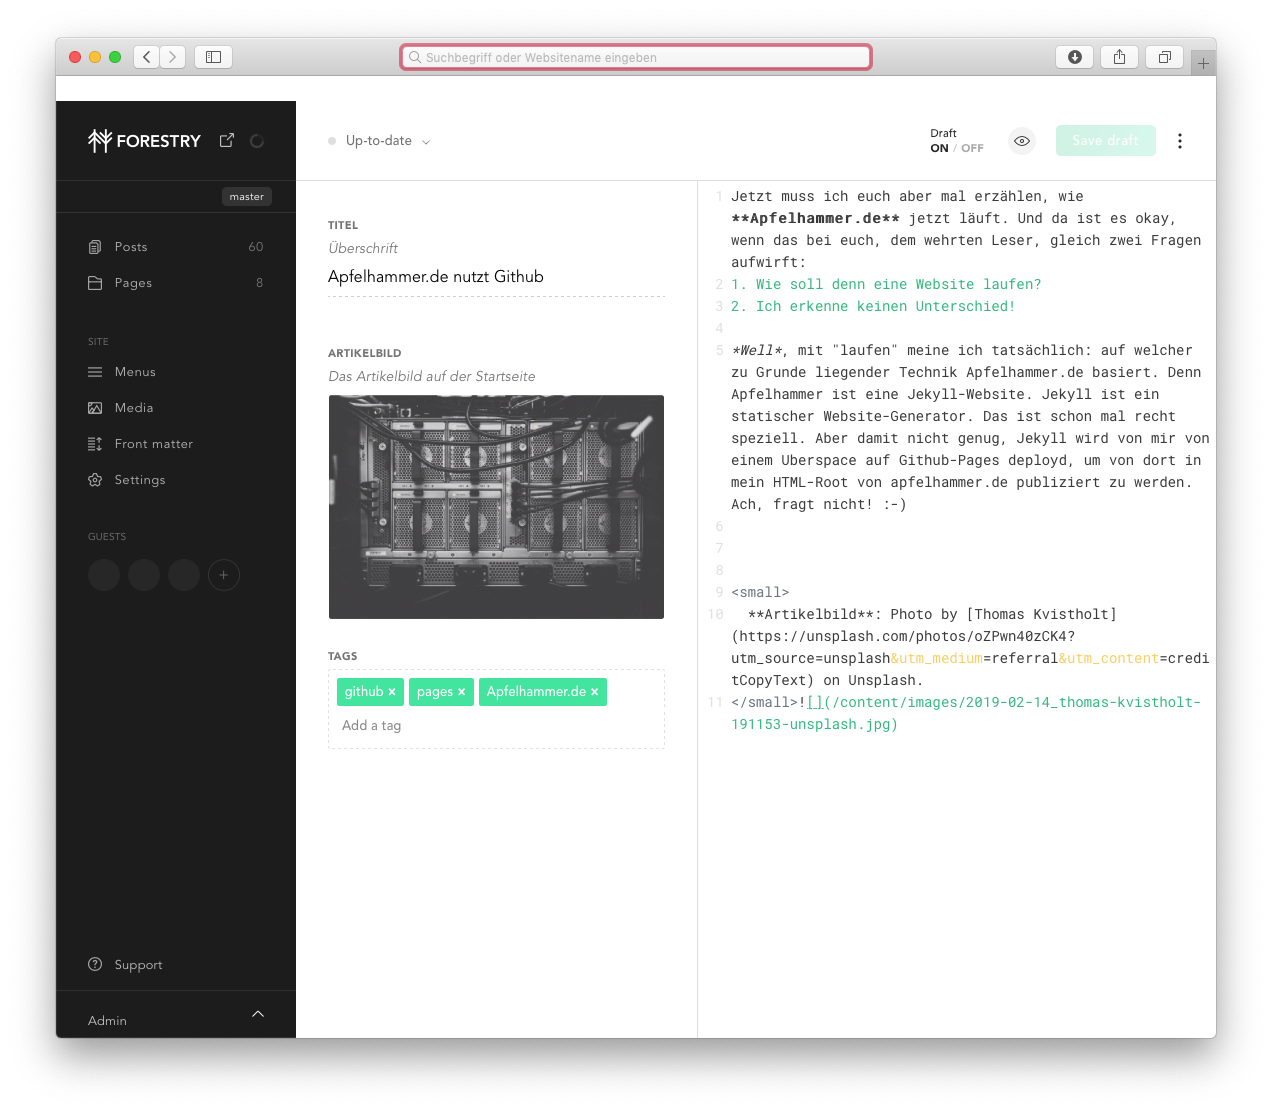 Suchbegriff oder Websitename eingeben
FORESTRY
master
Posts 60
Pages 8
SITE
Menus
Media
Front matter
Settings
GUESTS
+
Support
Admin
Up-to-date
Draft
ON / OFF
Save draft
TITEL
Überschrift
Apfelhammer.de nutzt Github
ARTIKELBILD
Das Artikelbild auf der Startseite
TAGS
github × pages × Apfelhammer.de ×
Add a tag
1 Jetzt muss ich euch aber mal erzählen, wie
**Apfelhammer.de** jetzt läuft. Und da ist es okay,
wenn das bei euch, dem wehrten Leser, gleich zwei Fragen
aufwirft:
2 1. Wie soll denn eine Website laufen?
3 2. Ich erkenne keinen Unterschied!
4
5 *Well*, mit "laufen" meine ich tatsächlich: auf welcher
zu Grunde liegender Technik Apfelhammer.de basiert. Denn
Apfelhammer ist eine Jekyll-Website. Jekyll ist ein
statischer Website-Generator. Das ist schon mal recht
speziell. Aber damit nicht genug, Jekyll wird von mir von
einem Uberspace auf Github-Pages deployd, um von dort in
mein HTML-Root von apfelhammer.de publiziert zu werden.
Ach, fragt nicht! :-)
6
7
8
9 <small>
10 **Artikelbild**: Photo by [Thomas Kvistholt]
(https://unsplash.com/photos/oZPwn40zCK4?
utm_source=unsplash&utm_medium=referral&utm_content=credi
tCopyText) on Unsplash.
11 </small>![](/content/images/2019-02-14_thomas-kvistholt-
191153-unsplash.jpg)